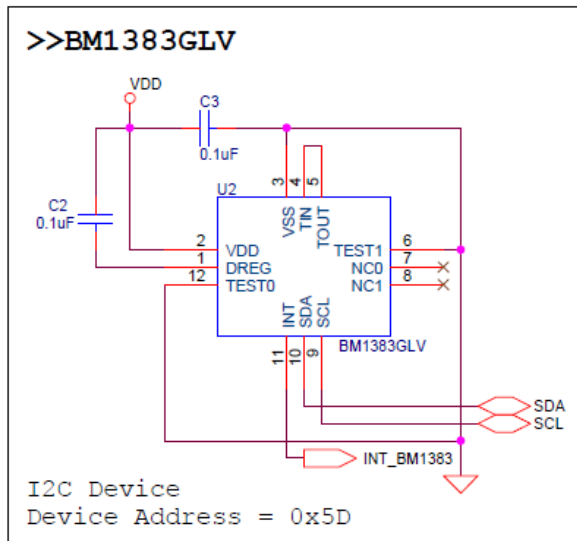 >>BM1383GLV
VDD
C3
0.1uF
C2
0.1uF
U2
3
4
5
VSS
TIN
TOUT
2
1
12
VDD
DREG
TEST0
TEST1
NC0
NC1
6
7
8
INT
SDA
SCL
BM1383GLV
11
10
9
SDA
SCL
INT_BM1383
I2C Device
Device Address = 0x5D